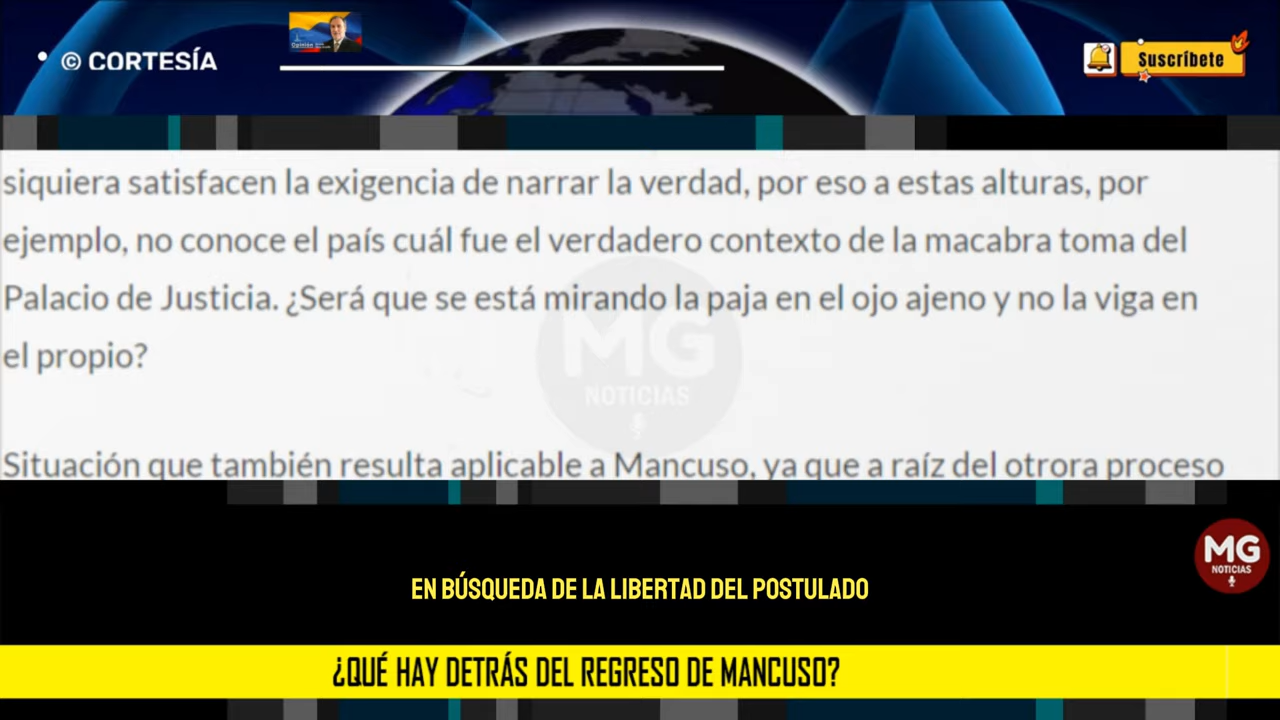 © CORTESÍA
Opinión
Suscríbete
siquiera satisfacen la exigencia de narrar la verdad, por eso a estas alturas, por
ejemplo, no conoce el país cuál fue el verdadero contexto de la macabra toma del
Palacio de Justicia. ¿Será que se está mirando la paja en el ojo ajeno y no la viga en
el propio?
MG
NOTICIAS
Situación que también resulta aplicable a Mancuso, ya que a raíz del otrora proceso
MG
NOTICIAS
EN BÚSQUEDA DE LA LIBERTAD DEL POSTULADO
¿QUÉ HAY DETRÁS DEL REGRESO DE MANCUSO?